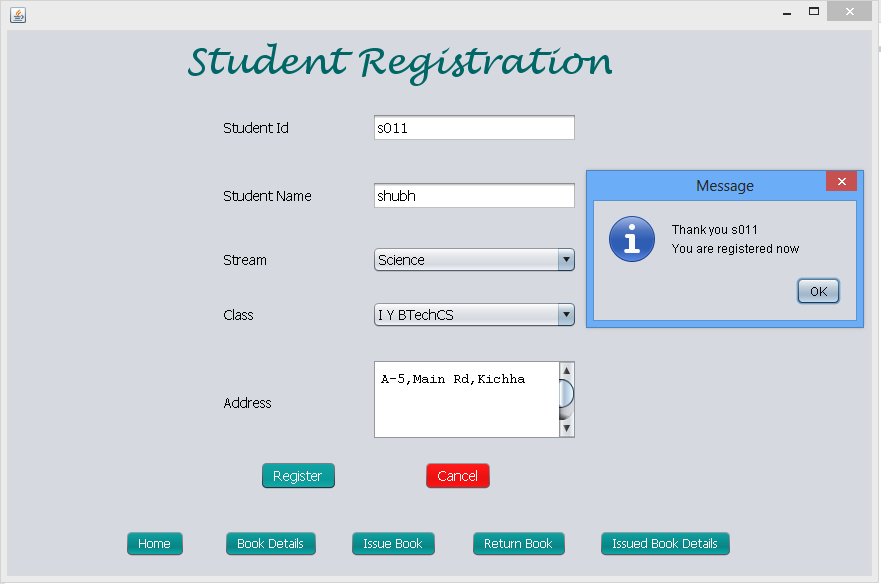 Student Registration
Student Id
s011
Student Name
shubh
Stream
Science
Class
I Y BTechCS
Address
A-5,Main Rd,Kichha
Register
Cancel
Home
Book Details
Issue Book
Return Book
Issued Book Details
Message
Thank you s011
You are registered now
OK